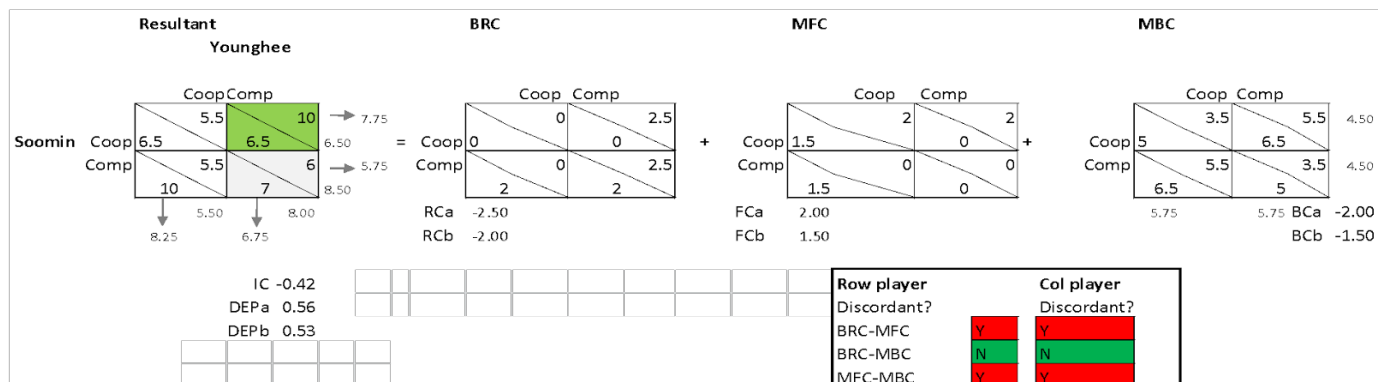 Resultant BRC MFC MBC
Younghee
Coop Comp Coop Comp Coop Comp Coop Comp
5.5 10 7.75 0 2.5 2 2 3.5 5.5 4.50
Soomin Coop 6.5 6.5 6.50 = Coop 0 0 + Coop 1.5 0 + Coop 5 6.5
Comp 5.5 6 5.75 Comp 0 2.5 Comp 0 0 Comp 5.5 3.5 4.50
10 7 8.50 2 2 1.5 0 6.5 5
5.50 8.00 RCa -2.50 FCa 2.00 5.75 5.75 BCa -2.00
8.25 6.75 RCb -2.00 FCb 1.50 BCb -1.50
IC -0.42 Row player Col player
DEPa 0.56 Discordant? Discordant?
DEPb 0.53 BRC-MFC Y Y
BRC-MBC N N
MFC-MBC Y Y